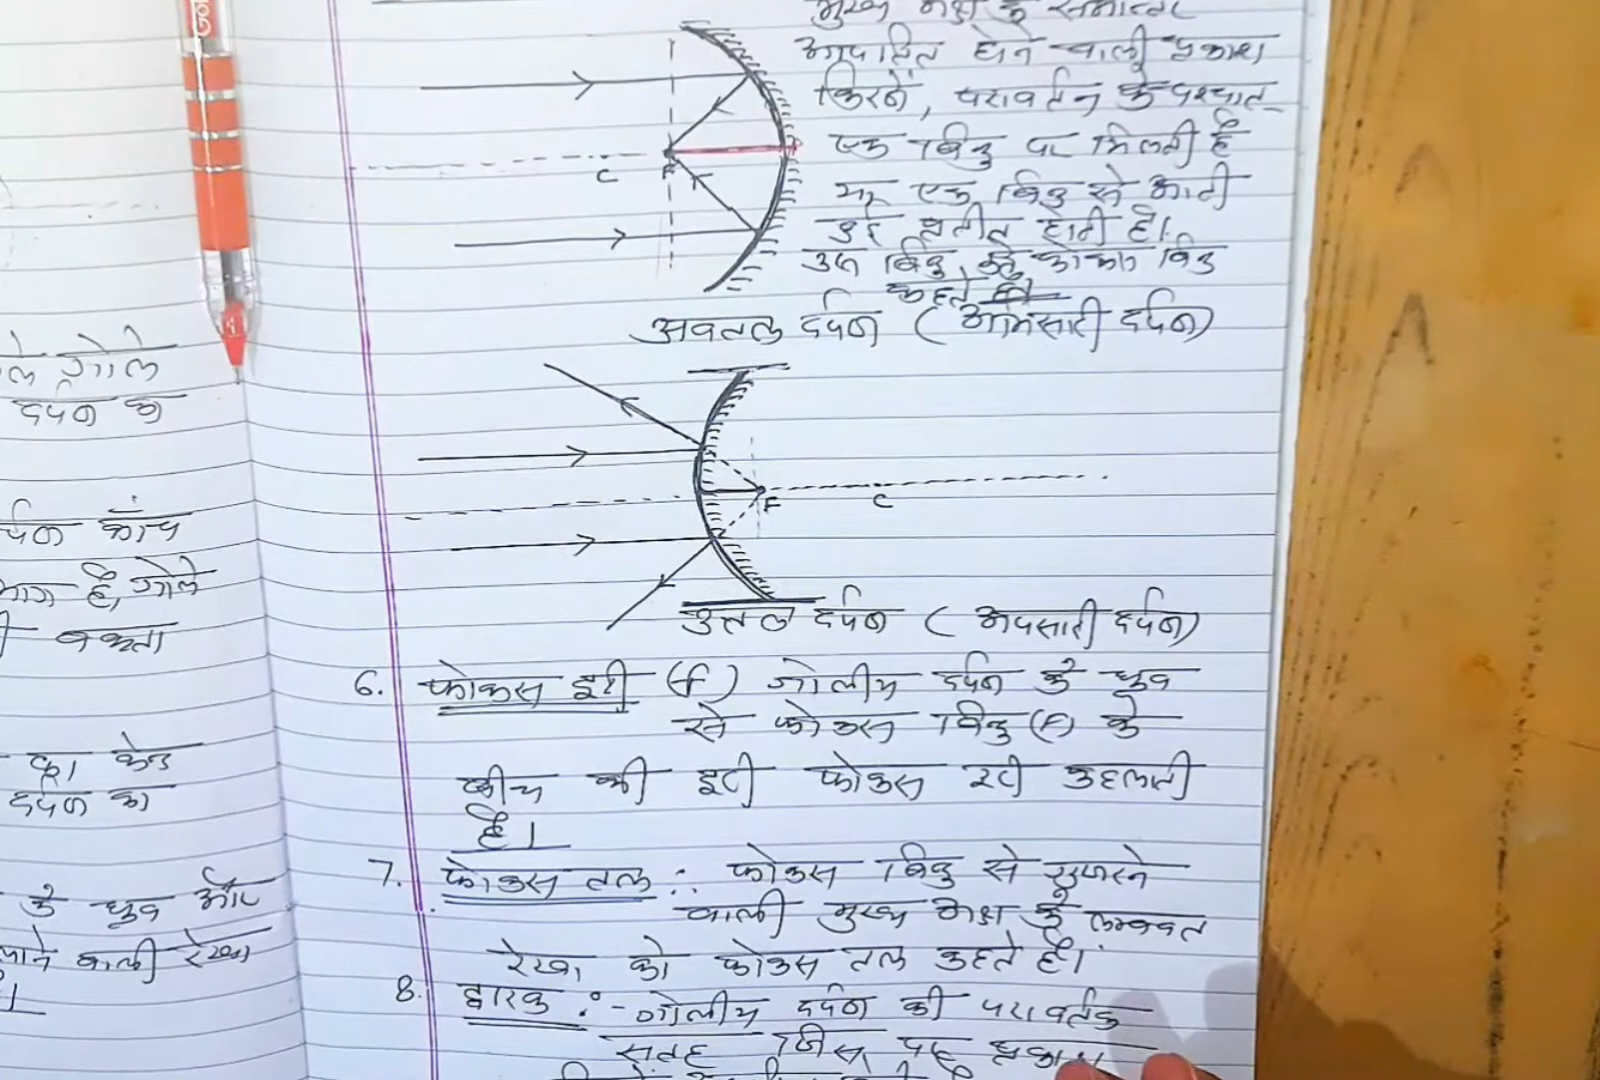 ले गोले
दर्पण के
र्पण काँच
भाग है, गोले
वक्रता
का केन्द्र
दर्पण का
के ध्रुव और
वाली रेखा
मुख्य अक्ष के समान्तर
आपतित होने वाली प्रकाश
किरणें, परावर्तन के पश्चात
एक बिन्दु पर मिलती है
या एक बिन्दु से आती
हुई प्रतीत होती है।
उस बिन्दु को फोकस बिन्दु
कहते है
C F P
अवतल दर्पण ( अभिसारी दर्पण)
F C
उत्तल दर्पण ( अपसारी दर्पण)
6. फोकस दूरी (f) गोलीय दर्पण के ध्रुव
से फोकस बिन्दु (F) के
बीच की दूरी फोकस दूरी कहलाती
है।
7. फोकस तल :. फोकस बिन्दु से गुजरने
वाली मुख्य अक्ष के लम्बवत
रेखा को फोकस तल कहते है।
8. द्वारक :- गोलीय दर्पण की परावर्तक
सतह जिस पर प्रकाश